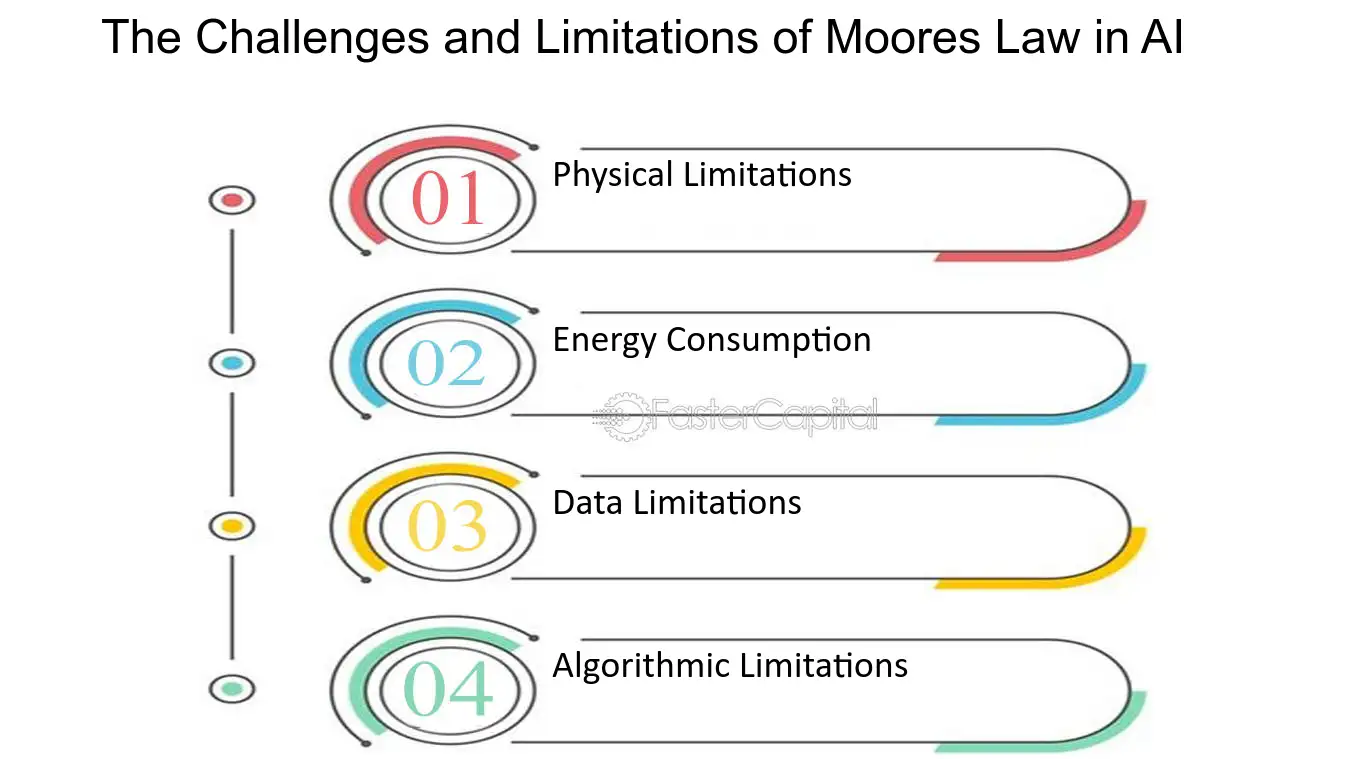 The Challenges and Limitations of Moores Law in AI
01
Physical Limitations
02
Energy Consumption
FasterCapital
03
Data Limitations
04
Algorithmic Limitations